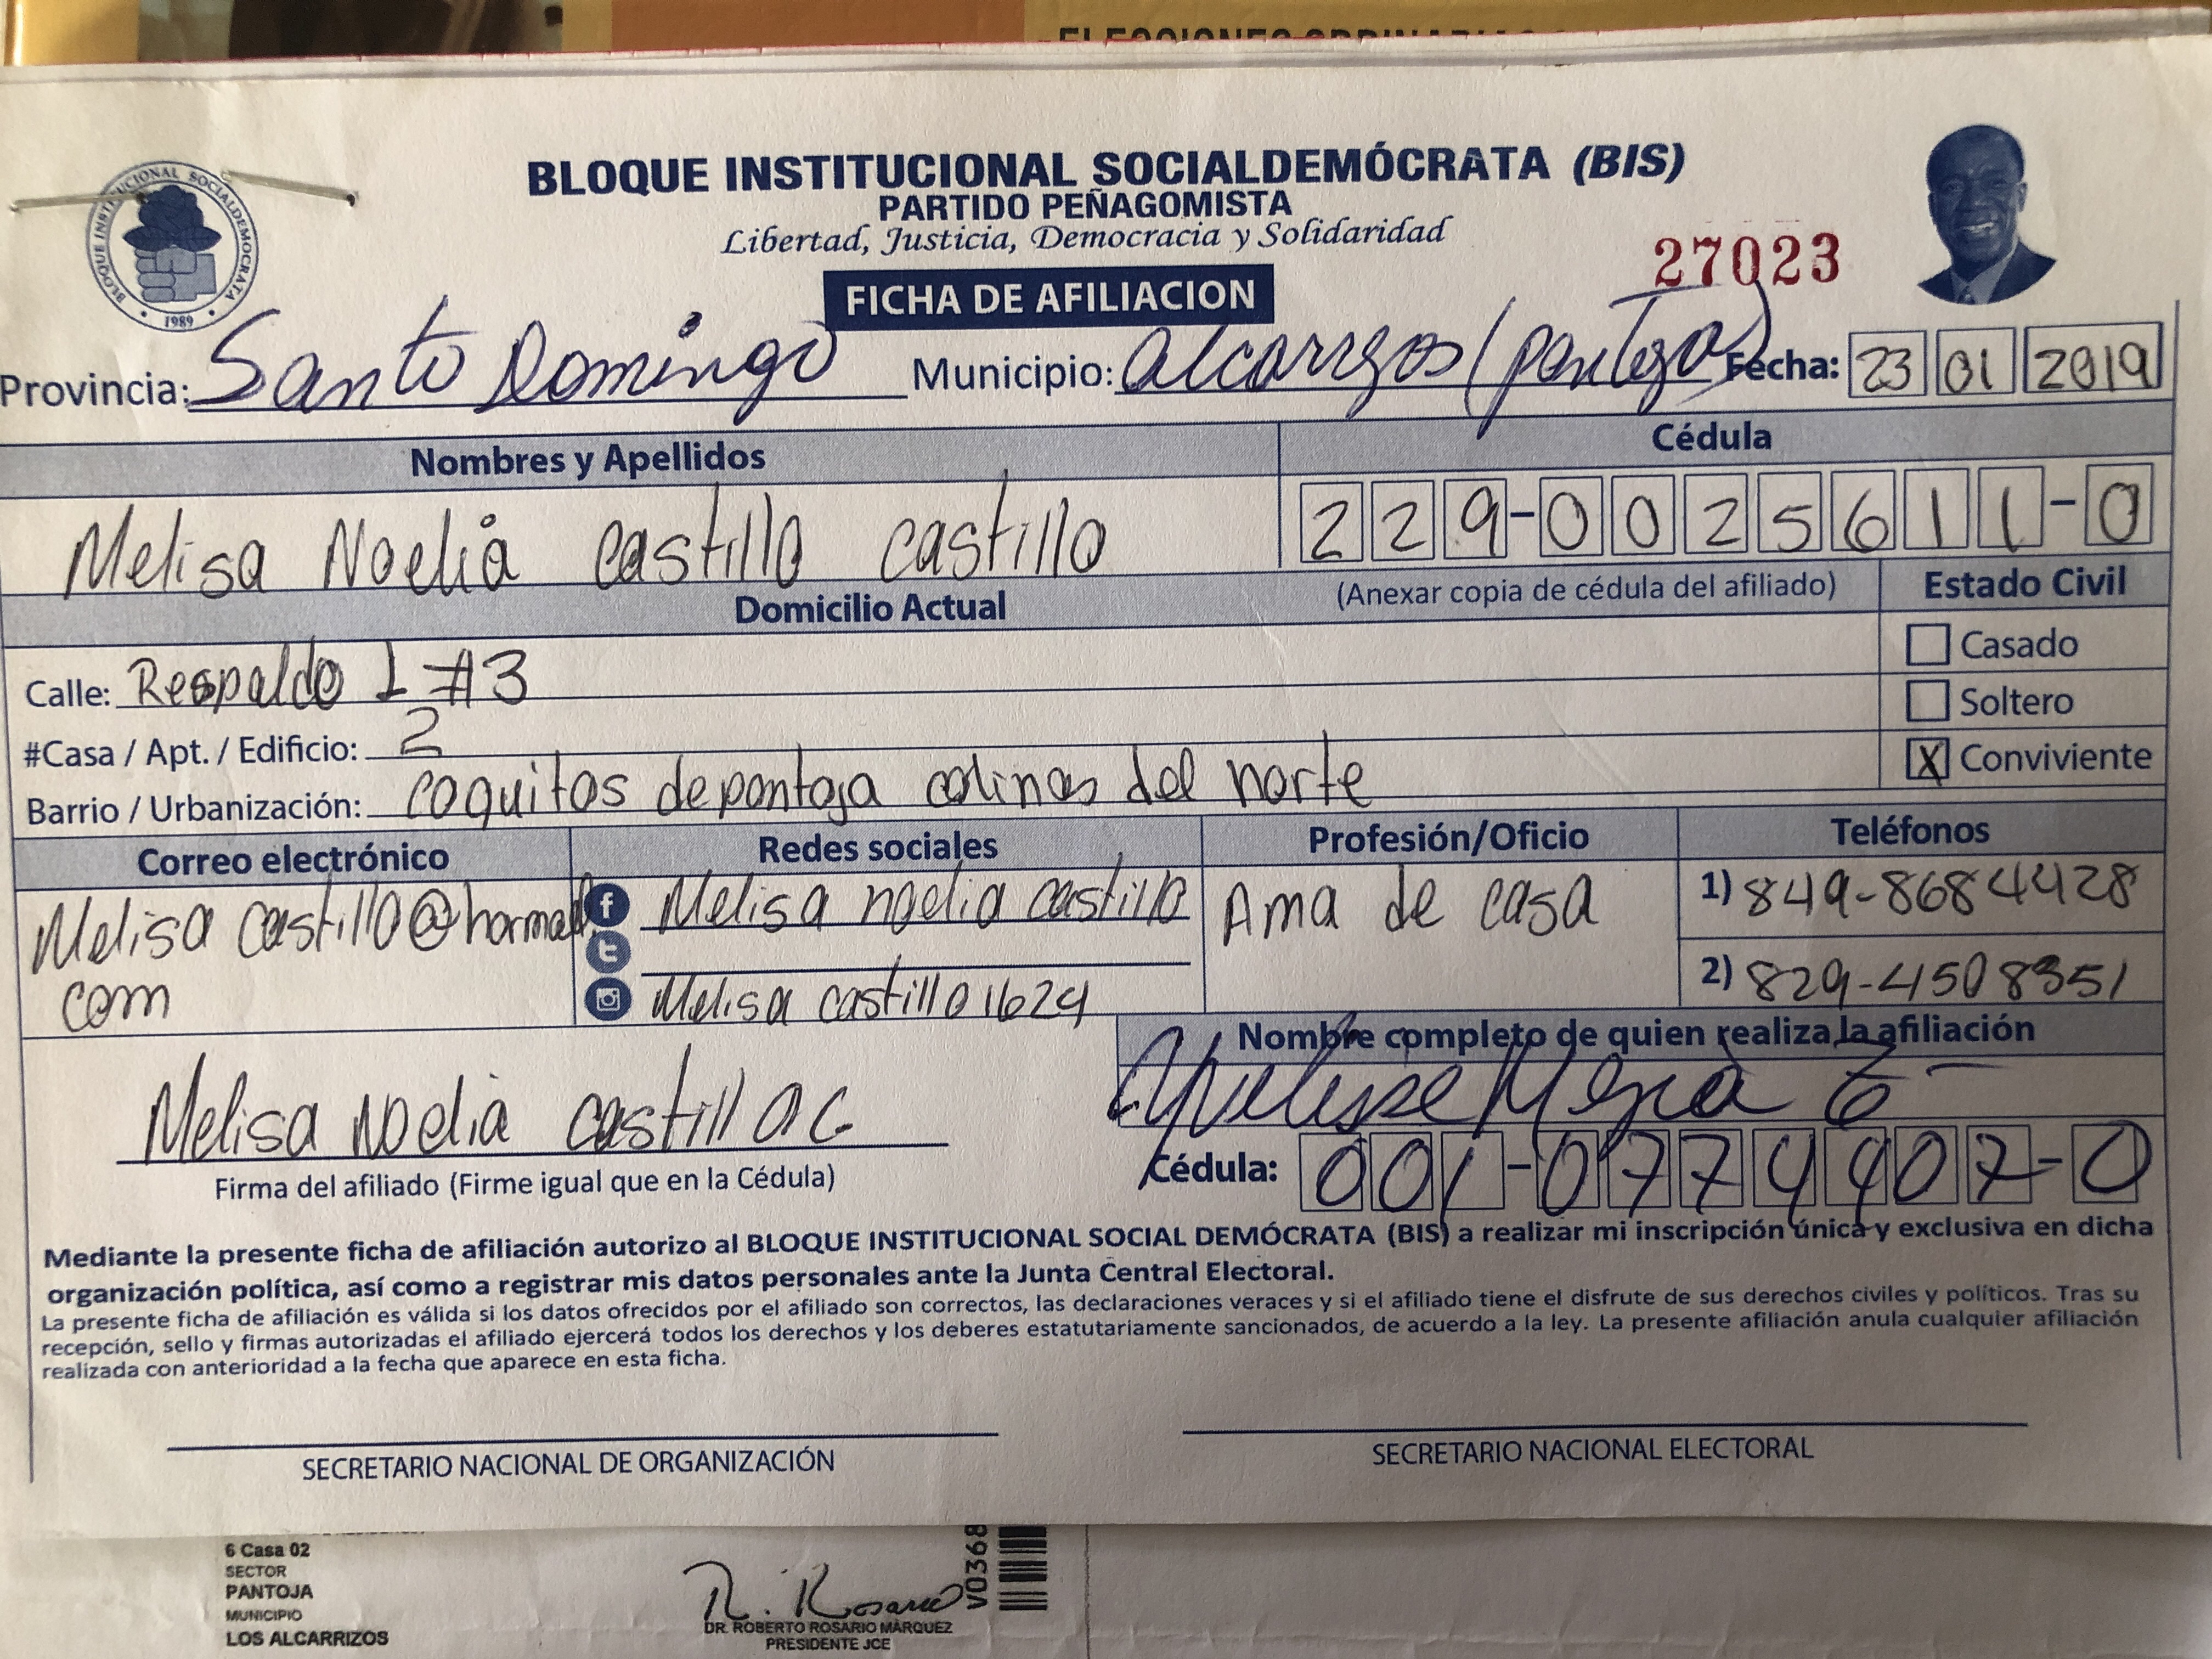 BLOQUE INSTITUCIONAL SOCIALDEMÓCRATA (BIS)
PARTIDO PEÑAGOMISTA
Libertad, Justicia, Democracia y Solidaridad
27023
BLOQUE INSTITUCIONAL SOCIALDEMOCRATA
1989
FICHA DE AFILIACION
Provincia: Santo Domingo Municipio: alcarrizos (pantoja) Fecha: 23 01 2019
Nombres y Apellidos Cédula
Melisa Noelia castillo castillo 229-0025611-0
Domicilio Actual (Anexar copia de cédula del afiliado) Estado Civil
Casado
Calle: Respaldo 1 #3
Soltero
#Casa / Apt. / Edificio: 2
X Conviviente
Barrio / Urbanización: coquitos de pantoja colinas del norte
Correo electrónico Redes sociales Profesión/Oficio Teléfonos
Melisa castillo@hormail. Melisa noelia castillo Ama de casa 1) 849-8684428
com Melisa castillo1624 2) 829-4508351
Nombre completo de quien realiza la afiliación
Melisa Noelia castillo C. Mejia
Firma del afiliado (Firme igual que en la Cédula) Cédula: 001-0774407-0
Mediante la presente ficha de afiliación autorizo al BLOQUE INSTITUCIONAL SOCIAL DEMÓCRATA (BIS) a realizar mi inscripción única y exclusiva en dicha
organización política, así como a registrar mis datos personales ante la Junta Central Electoral.
La presente ficha de afiliación es válida si los datos ofrecidos por el afiliado son correctos, las declaraciones veraces y si el afiliado tiene el disfrute de sus derechos civiles y políticos. Tras su
recepción, sello y firmas autorizadas el afiliado ejercerá todos los derechos y los deberes estatutariamente sancionados, de acuerdo a la ley. La presente afiliación anula cualquier afiliación
realizada con anterioridad a la fecha que aparece en esta ficha.
SECRETARIO NACIONAL DE ORGANIZACIÓN SECRETARIO NACIONAL ELECTORAL
6 Casa 02
SECTOR
PANTOJA
MUNICIPIO
LOS ALCARRIZOS
R. Rosario
DR. ROBERTO ROSARIO MÁRQUEZ
PRESIDENTE JCE
V0368